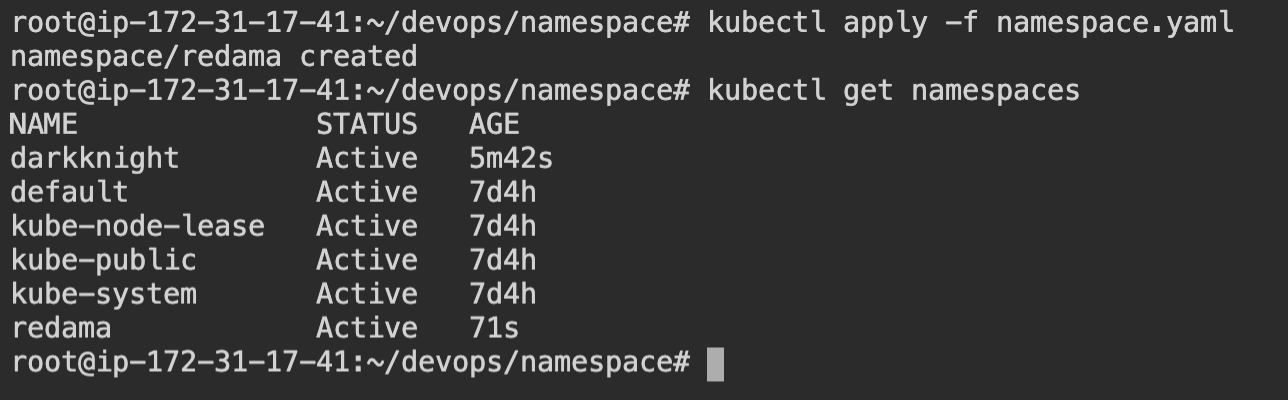 root@ip-172-31-17-41:~/devops/namespace# kubectl apply -f namespace.yaml
namespace/redama created
root@ip-172-31-17-41:~/devops/namespace# kubectl get namespaces
NAME              STATUS   AGE
darkknight        Active   5m42s
default           Active   7d4h
kube-node-lease   Active   7d4h
kube-public       Active   7d4h
kube-system       Active   7d4h
redama            Active   71s
root@ip-172-31-17-41:~/devops/namespace#